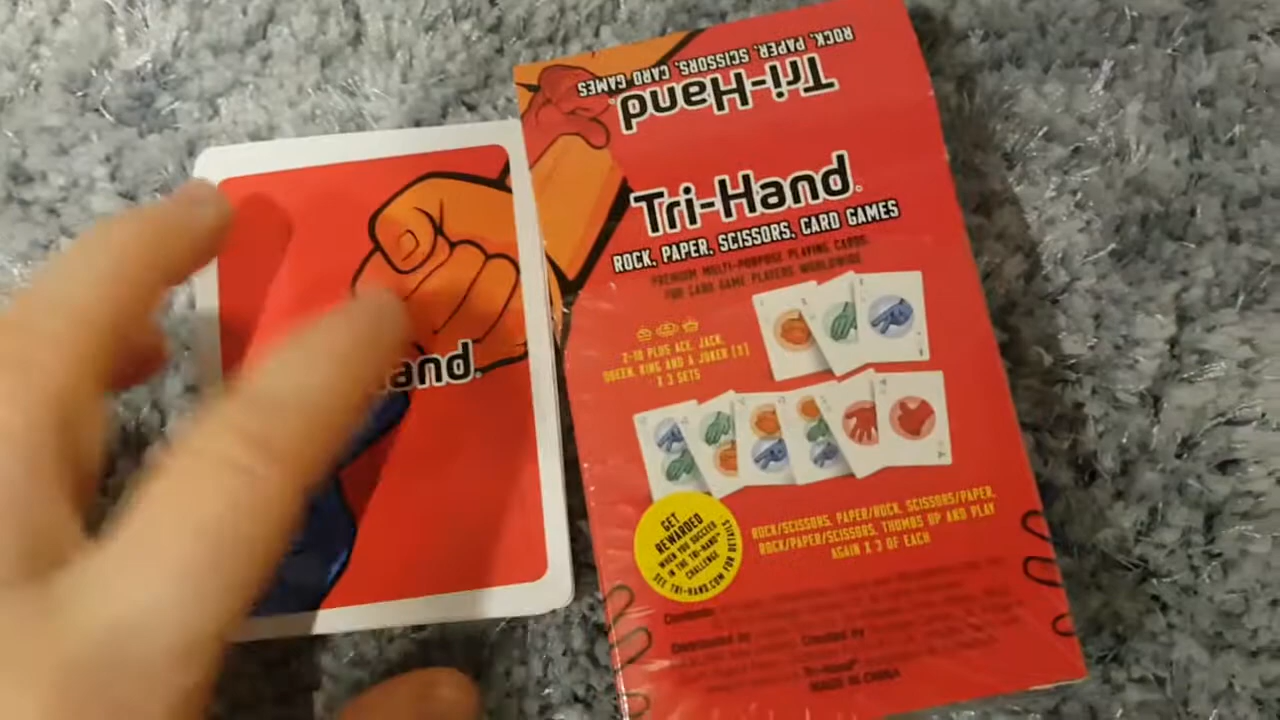 ROCK, PAPER, SCISSORS, CARD GAMES
Tri-Hand
Tri-Hand
ROCK, PAPER, SCISSORS, CARD GAMES
PREMIUM MULTI-PURPOSE PLAYING CARDS
FOR CARD GAME PLAYERS WORLDWIDE
2-10 PLUS ACE, JACK,
QUEEN, KING AND A JOKER [X1]
X 3 SETS
and.
GET
REWARDED
WHEN YOU SUCCEED
IN THE TRI-HAND™
CHALLENGE
SEE TRI-HAND.COM FOR DETAILS
ROCK/SCISSORS, PAPER/ROCK, SCISSORS/PAPER,
ROCK/PAPER/SCISSORS, THUMBS UP AND PLAY
AGAIN X 3 OF EACH
Contents
Distributed by
Created by
Tri-Hand
MADE IN CHINA